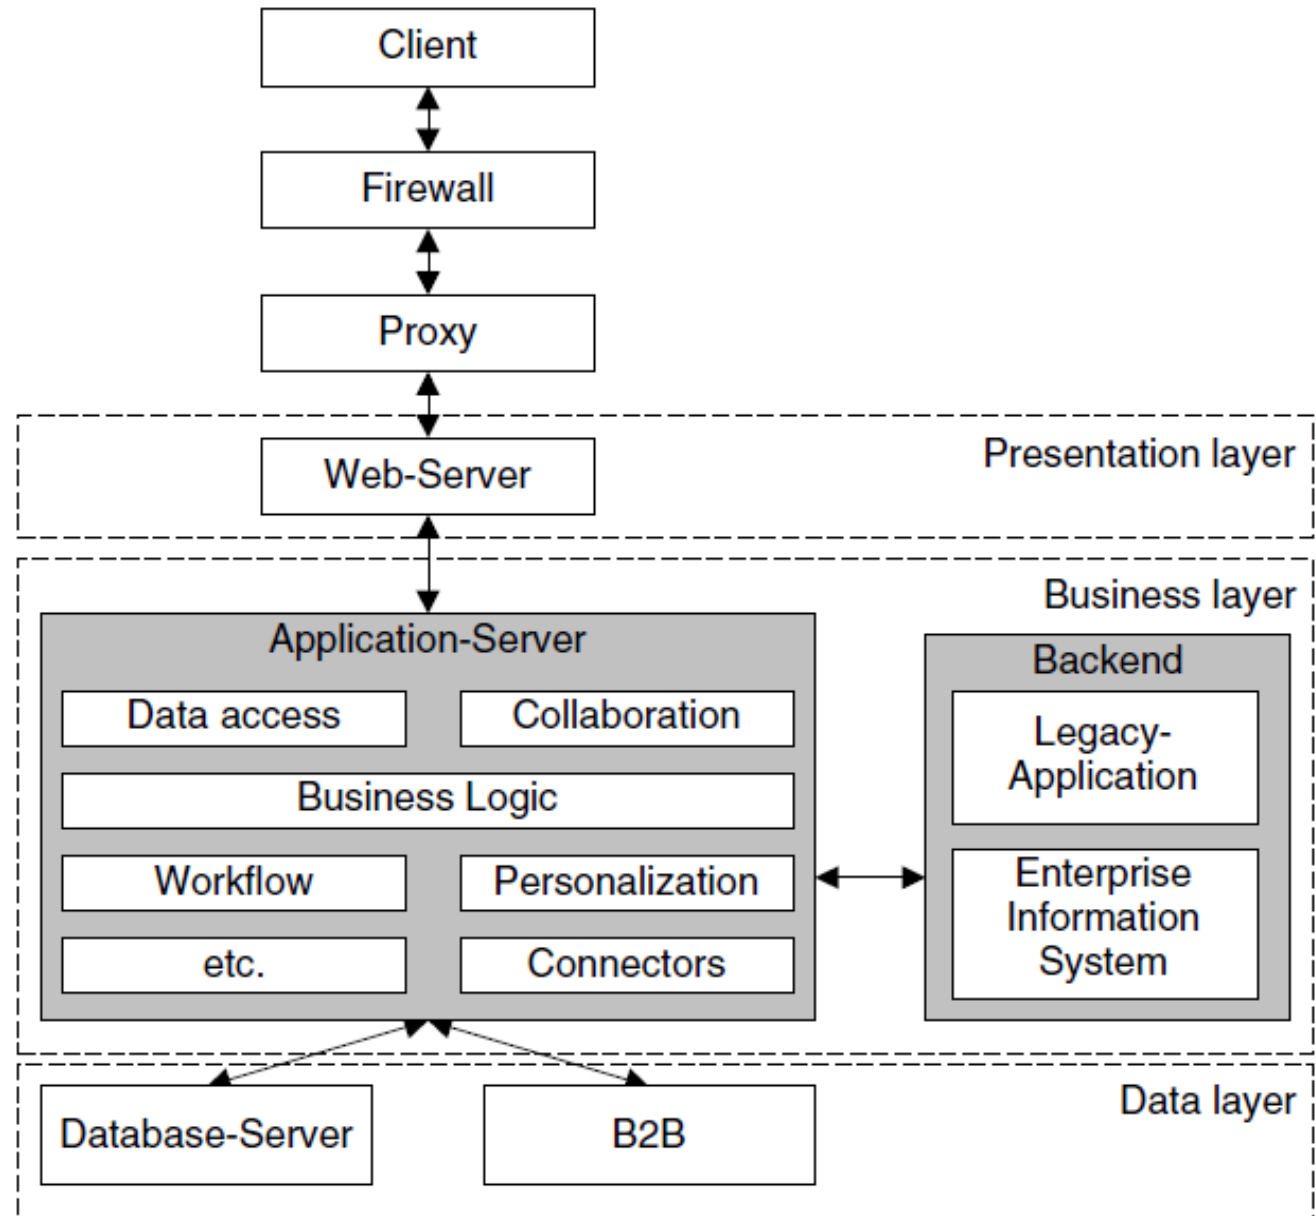 Client
Firewall
Proxy
Presentation layer
Web-Server
Business layer
Application-Server
Data access
Collaboration
Business Logic
Workflow
Personalization
etc.
Connectors
Backend
Legacy-
Application
Enterprise
Information
System
Data layer
Database-Server
B2B